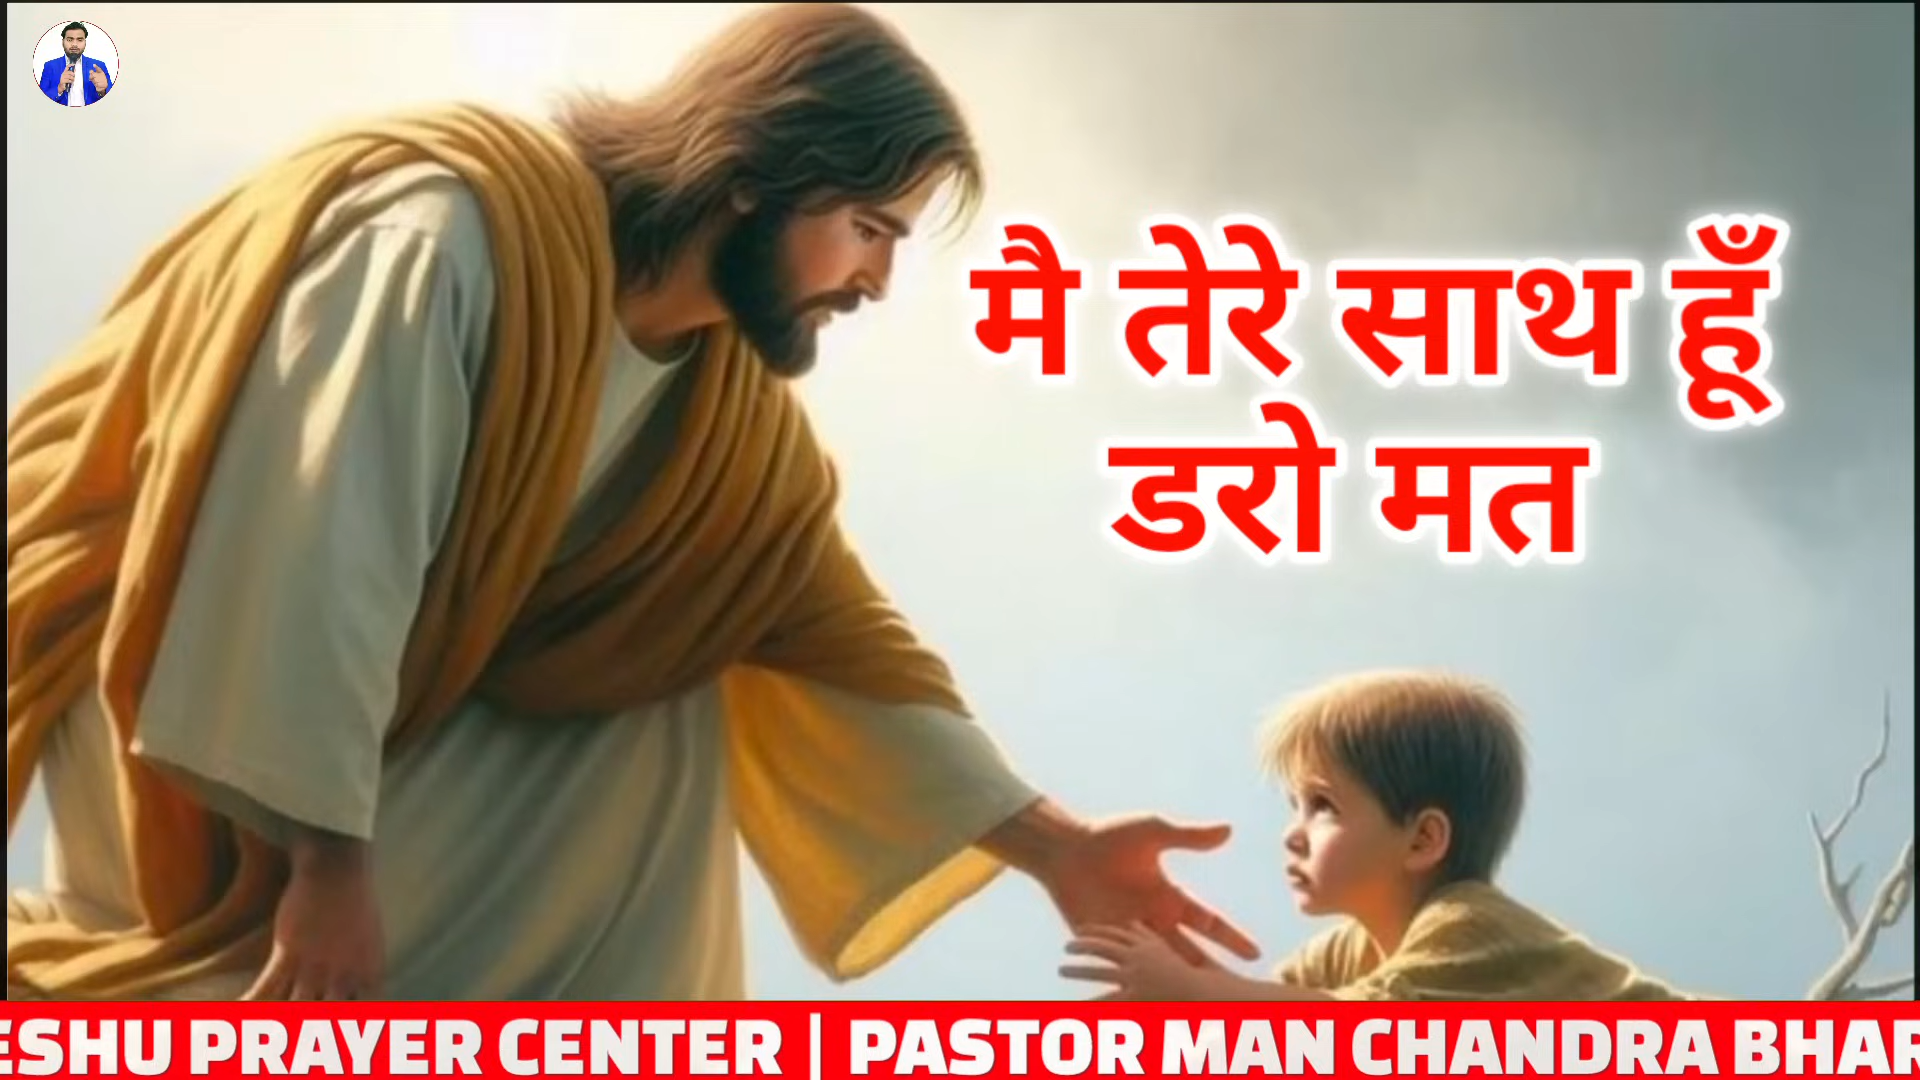 मै तेरे साथ हूँ
डरो मत
ESHU PRAYER CENTER | PASTOR MAN CHANDRA BHAR